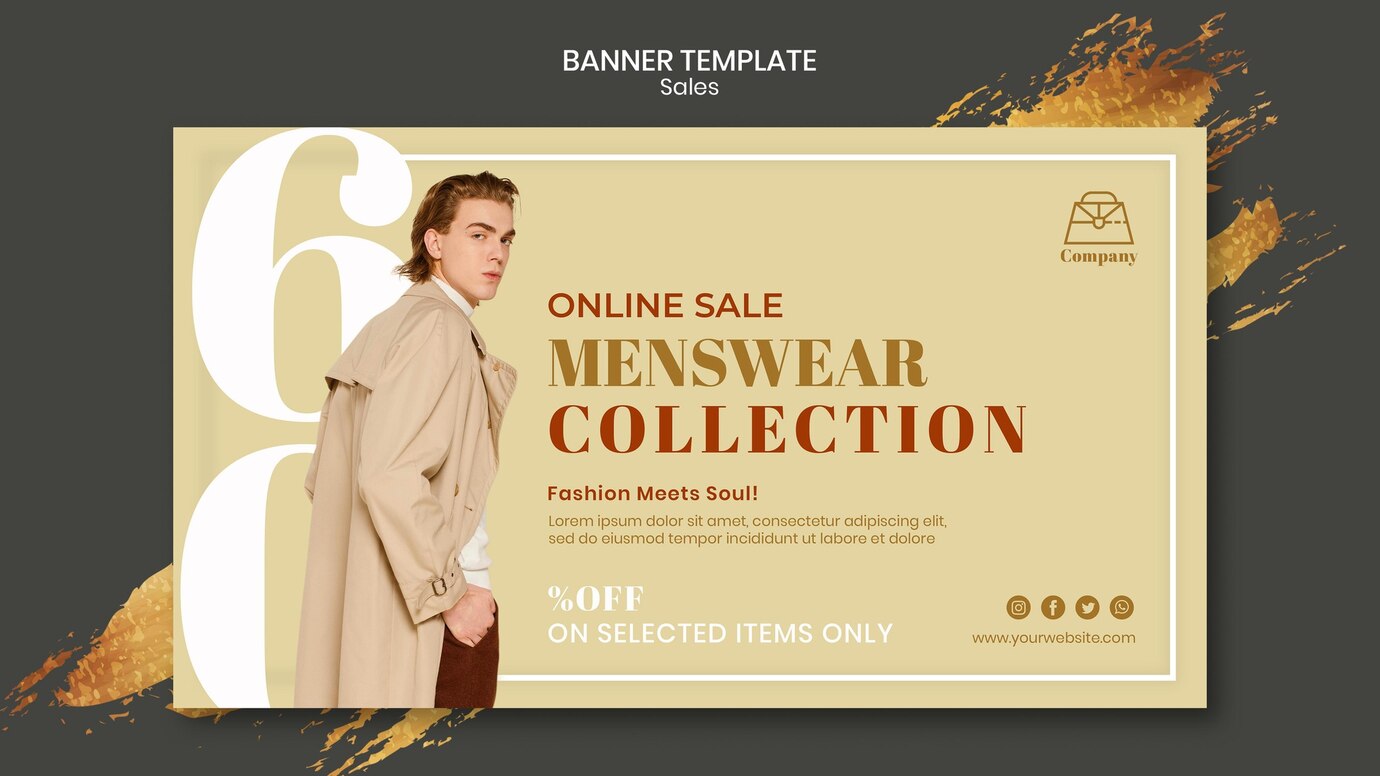 BANNER TEMPLATE
Sales
60
Company
ONLINE SALE
MENSWEAR
COLLECTION
Fashion Meets Soul!
Lorem ipsum dolor sit amet, consectetur adipiscing elit,
sed do eiusmod tempor incididunt ut labore et dolore
%OFF
ON SELECTED ITEMS ONLY
www.yourwebsite.com